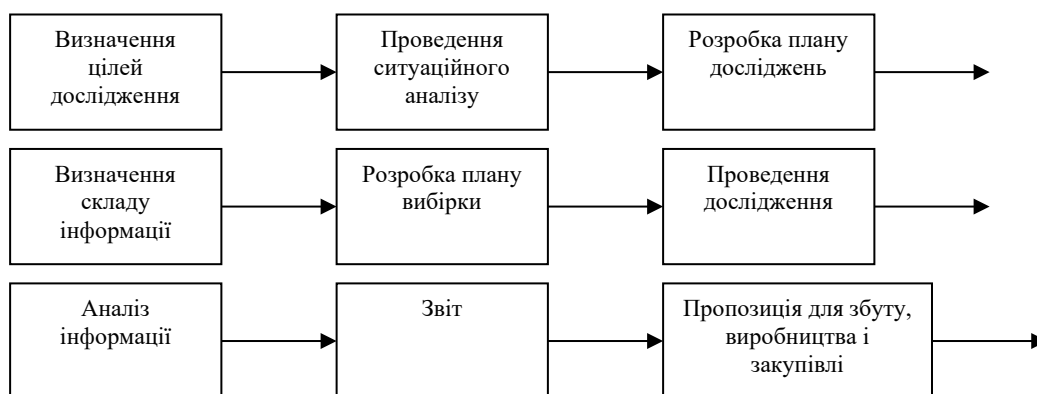 Визначення
цілей
дослідження
Проведення
ситуаційного
аналізу
Розробка плану
досліджень
Визначення
складу
інформації
Розробка плану
вибірки
Проведення
дослідження
Аналіз
інформації
Звіт
Пропозиція для збуту,
виробництва і
закупівлі